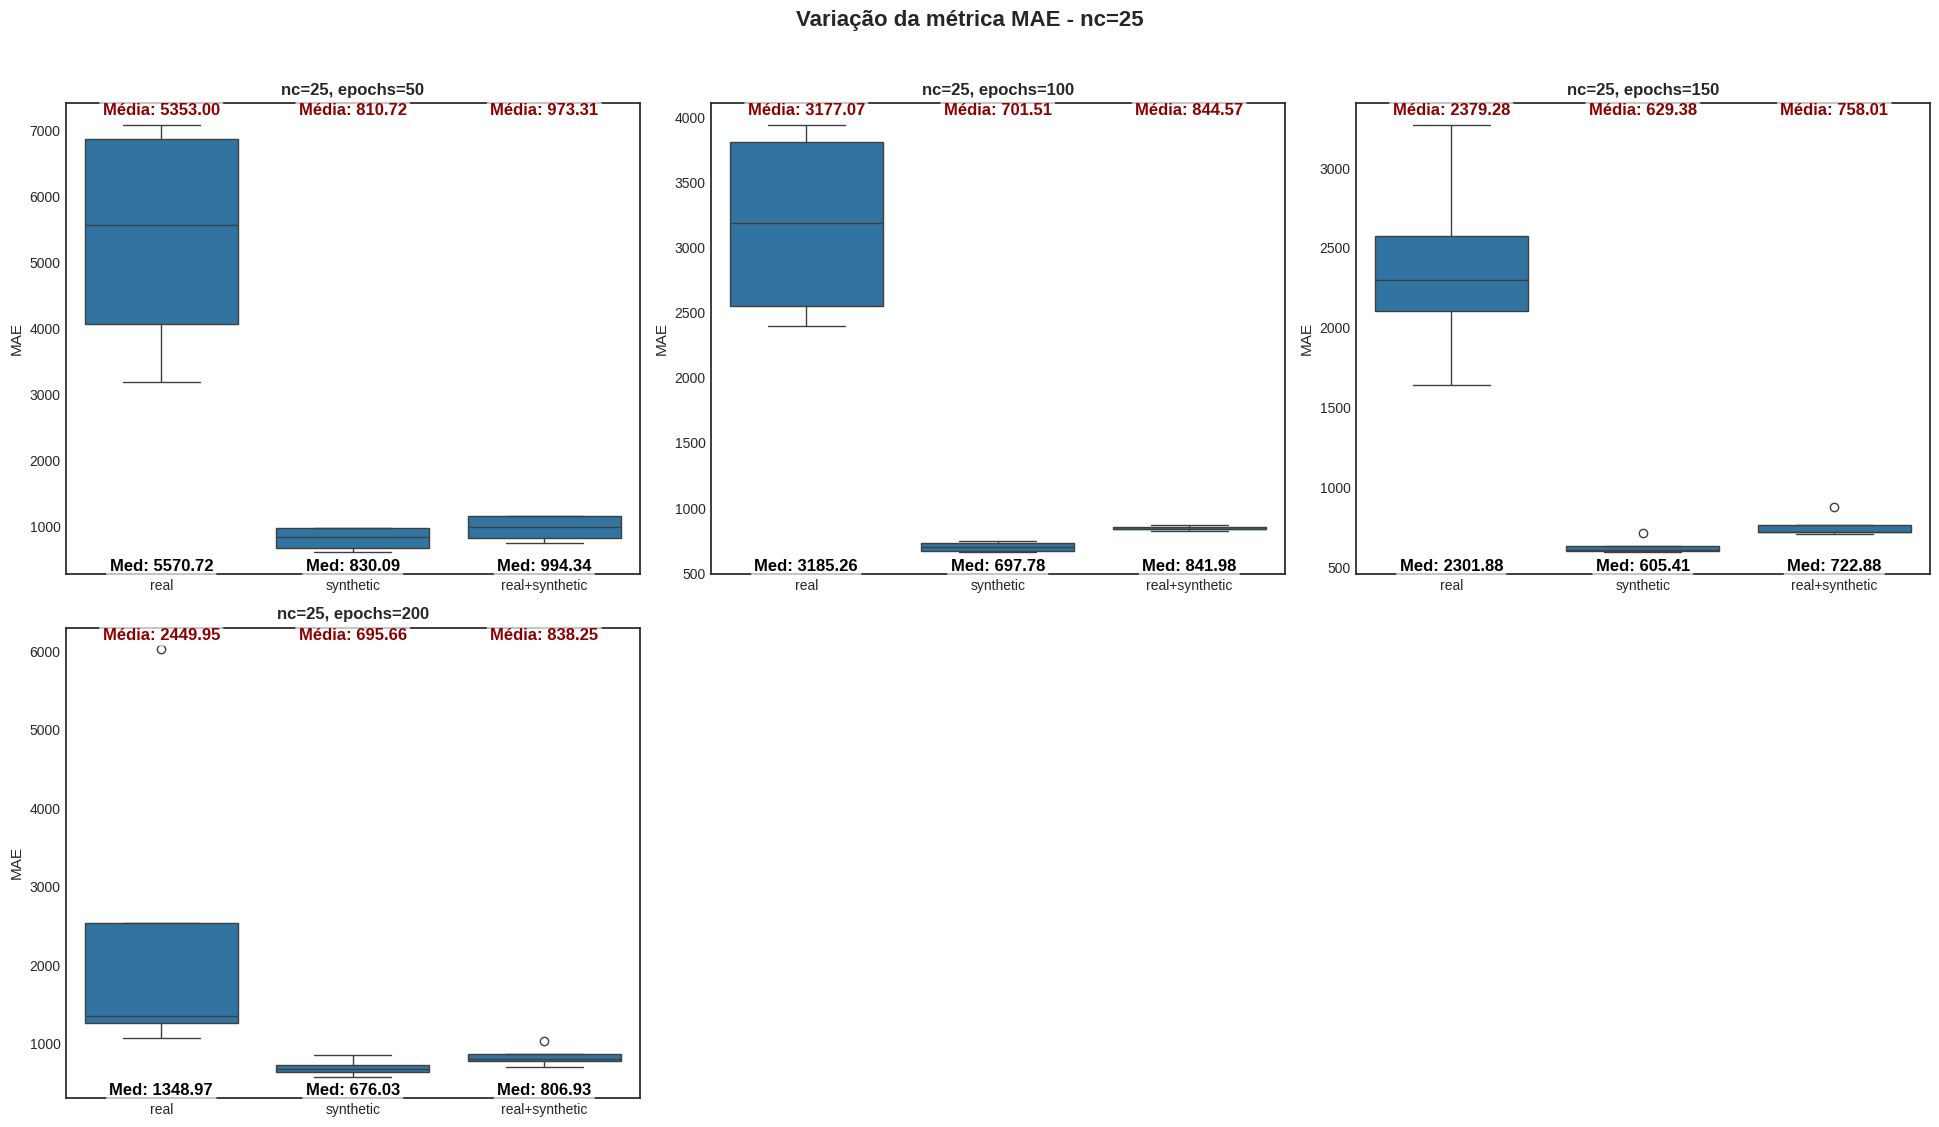 Variação da métrica MAE - nc=25
nc=25, epochs=50
Média: 5353.00 Média: 810.72 Média: 973.31
7000
6000
5000
4000
3000
2000
1000
MAE
Med: 5570.72 Med: 830.09 Med: 994.34
real synthetic real+synthetic
nc=25, epochs=100
Média: 3177.07 Média: 701.51 Média: 844.57
4000
3500
3000
2500
2000
1500
1000
500
MAE
Med: 3185.26 Med: 697.78 Med: 841.98
real synthetic real+synthetic
nc=25, epochs=150
Média: 2379.28 Média: 629.38 Média: 758.01
3000
2500
2000
1500
1000
500
MAE
Med: 2301.88 Med: 605.41 Med: 722.88
real synthetic real+synthetic
nc=25, epochs=200
Média: 2449.95 Média: 695.66 Média: 838.25
6000
5000
4000
3000
2000
1000
MAE
Med: 1348.97 Med: 676.03 Med: 806.93
real synthetic real+synthetic